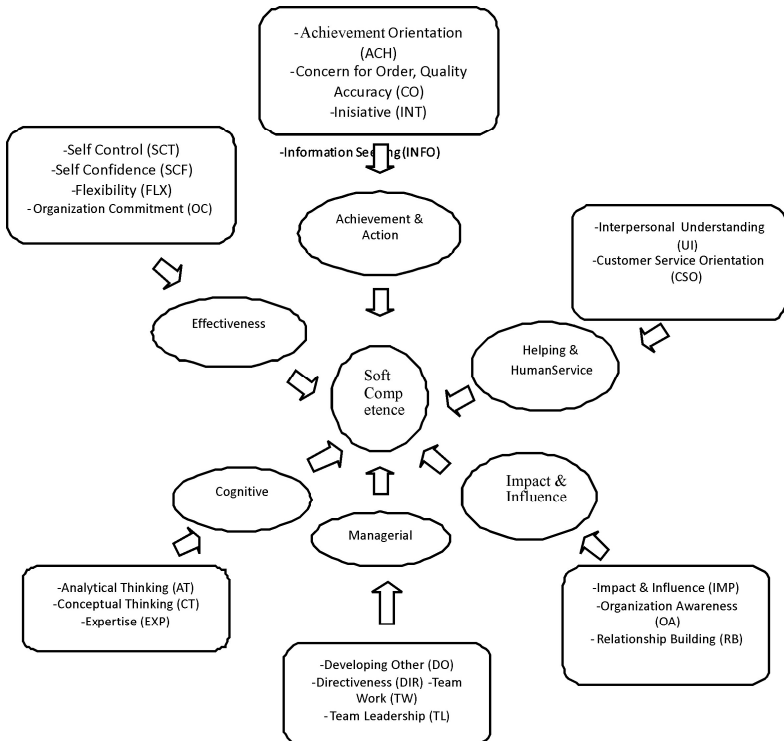 -Achievement Orientation
(ACH)
-Concern for Order, Quality
Accuracy (CO)
-Inisiative (INT)
-Information (INFO)
-Self Control (SCT)
-Self Confidence (SCF)
-Flexibility (FLX)
-Organization Commitment (OC)
Achievement &
Action
-Interpersonal Understanding
(UI)
-Customer Service Orientation
(CSO)
Effectiveness
Helping &
HumanService
Soft
Comp
etence
Cognitive
Impact &
Influence
Managerial
-Analytical Thinking (AT)
-Conceptual Thinking (CT)
-Expertise (EXP)
-Impact & Influence (IMP)
-Organization Awareness
(OA)
-Relationship Building (RB)
-Developing Other (DO)
-Directiveness (DIR) -Team
Work (TW)
-Team Leadership (TL)